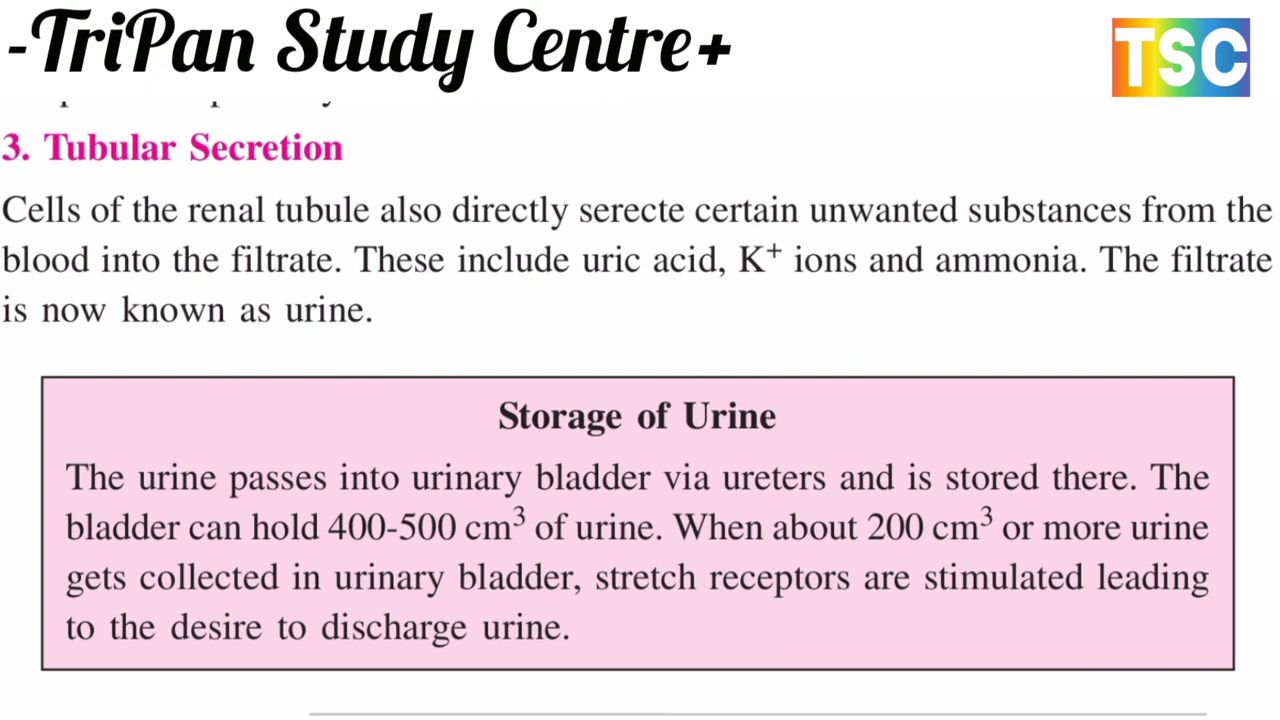 -TriPan Study Centre+
TSC
3. Tubular Secretion
Cells of the renal tubule also directly serecte certain unwanted substances from the
blood into the filtrate. These include uric acid, K⁺ ions and ammonia. The filtrate
is now known as urine.
Storage of Urine
The urine passes into urinary bladder via ureters and is stored there. The
bladder can hold 400-500 cm³ of urine. When about 200 cm³ or more urine
gets collected in urinary bladder, stretch receptors are stimulated leading
to the desire to discharge urine.